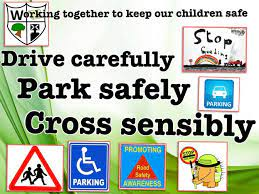 Working together to keep our children safe
Stop
Drive carefully
Park safely
PARKING
Cross sensibly
PARKING
PROMOTING
Road
Safety
AWARENESS